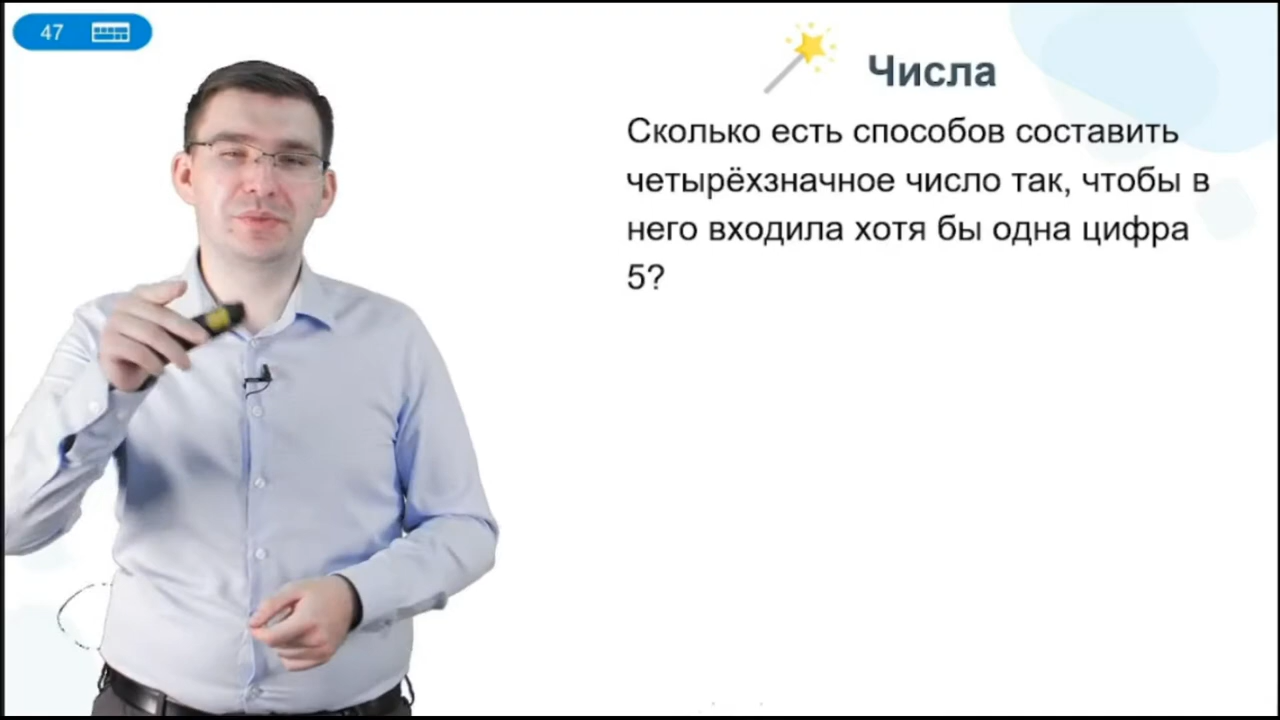 47
Числа
Сколько есть способов составить
четырёхзначное число так, чтобы в
него входила хотя бы одна цифра
5?